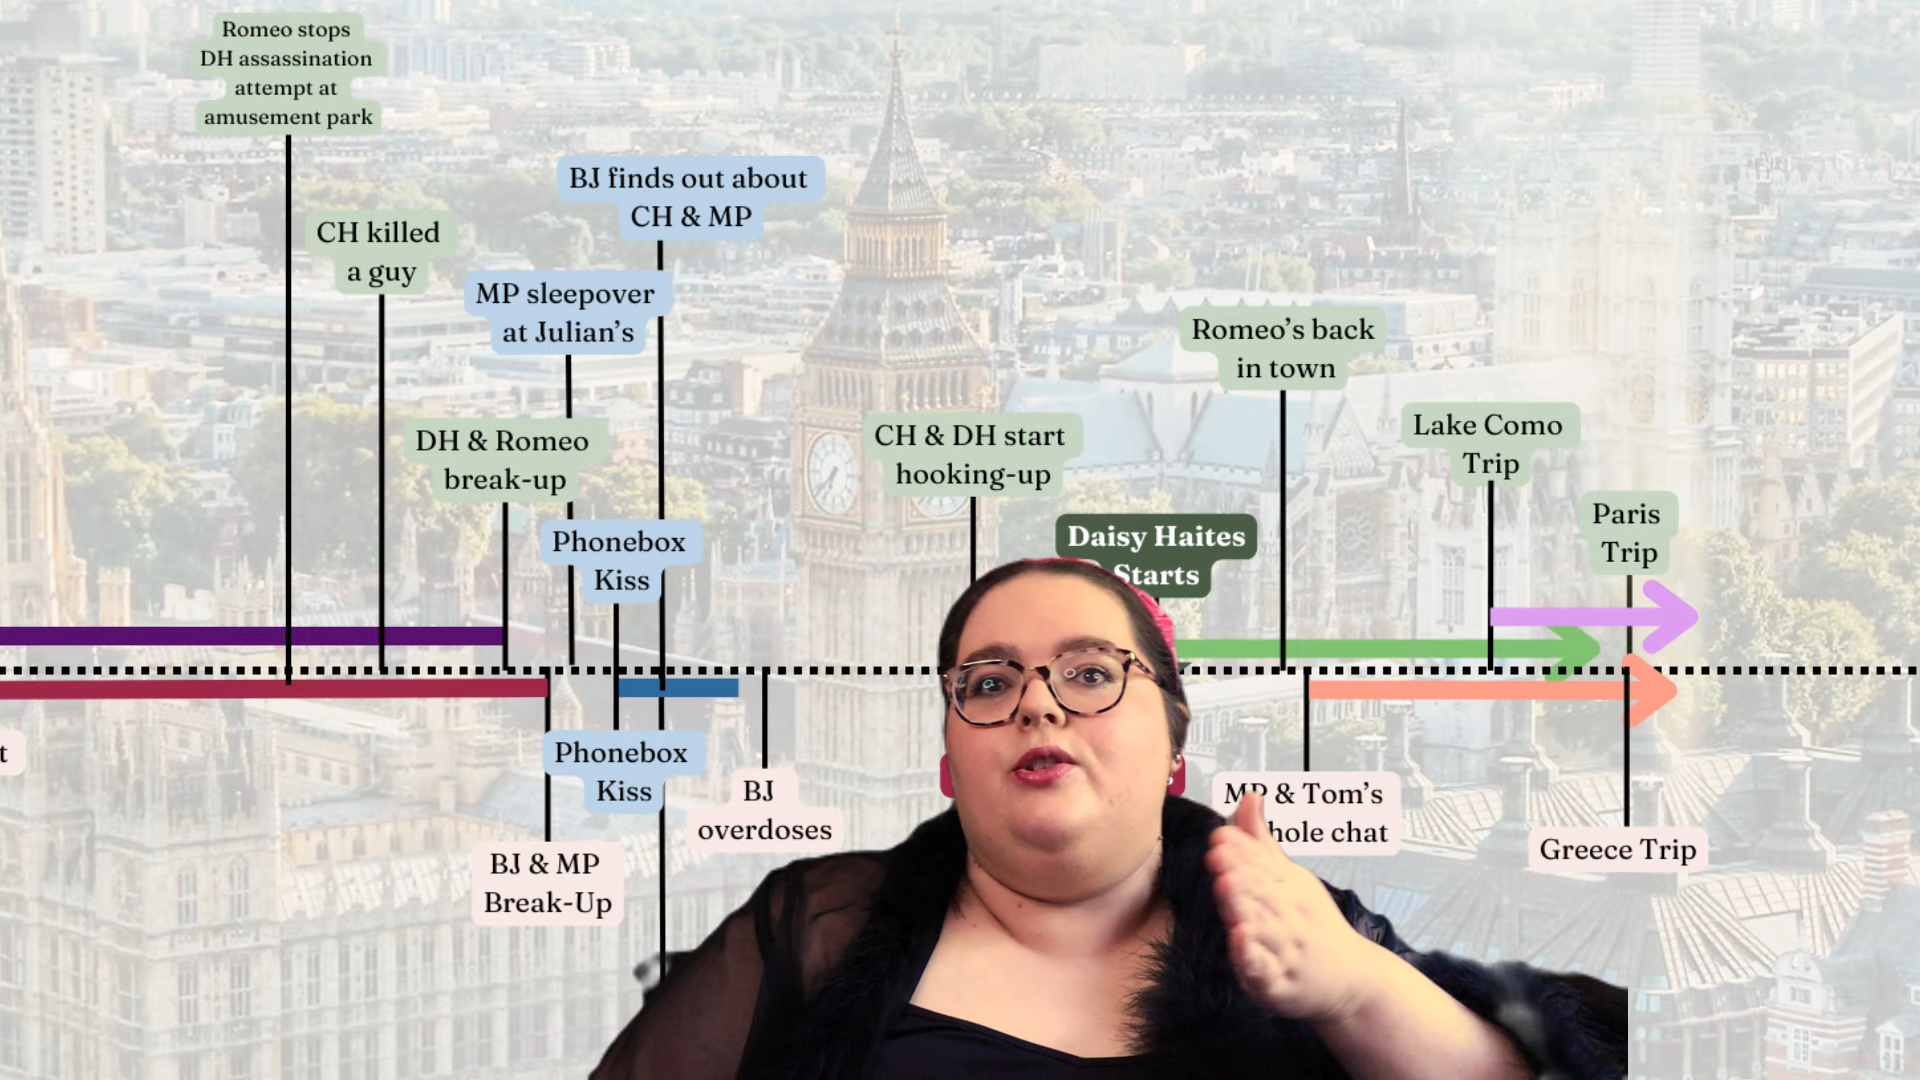 Romeo stops
DH assassination
attempt at
amusement park
BJ finds out about
CH & MP
CH killed
a guy
MP sleepover
at Julian’s
Romeo’s back
in town
DH & Romeo
break-up
CH & DH start
hooking-up
Lake Como
Trip
Phonebox
Kiss
Daisy Haites
Starts
Paris
Trip
t
Phonebox
Kiss
BJ
overdoses
MP & Tom’s
hole chat
BJ & MP
Break-Up
Greece Trip